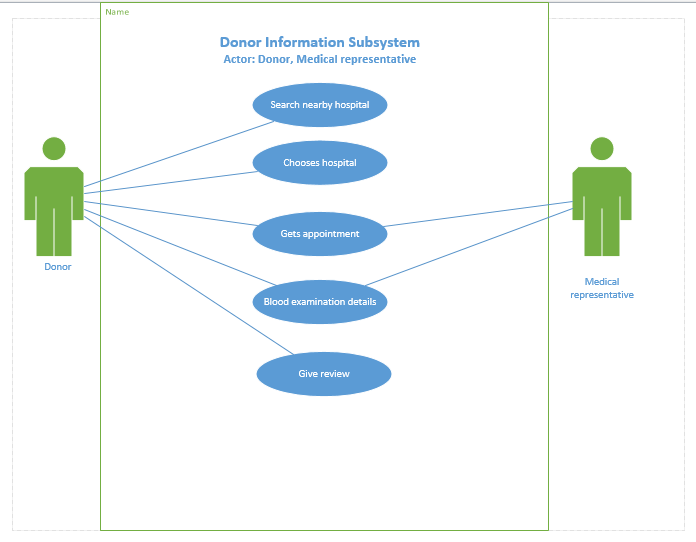 Name
Donor Information Subsystem
Actor: Donor, Medical representative
Search nearby hospital
Chooses hospital
Gets appointment
Blood examination details
Give review
Donor
Medical
representative